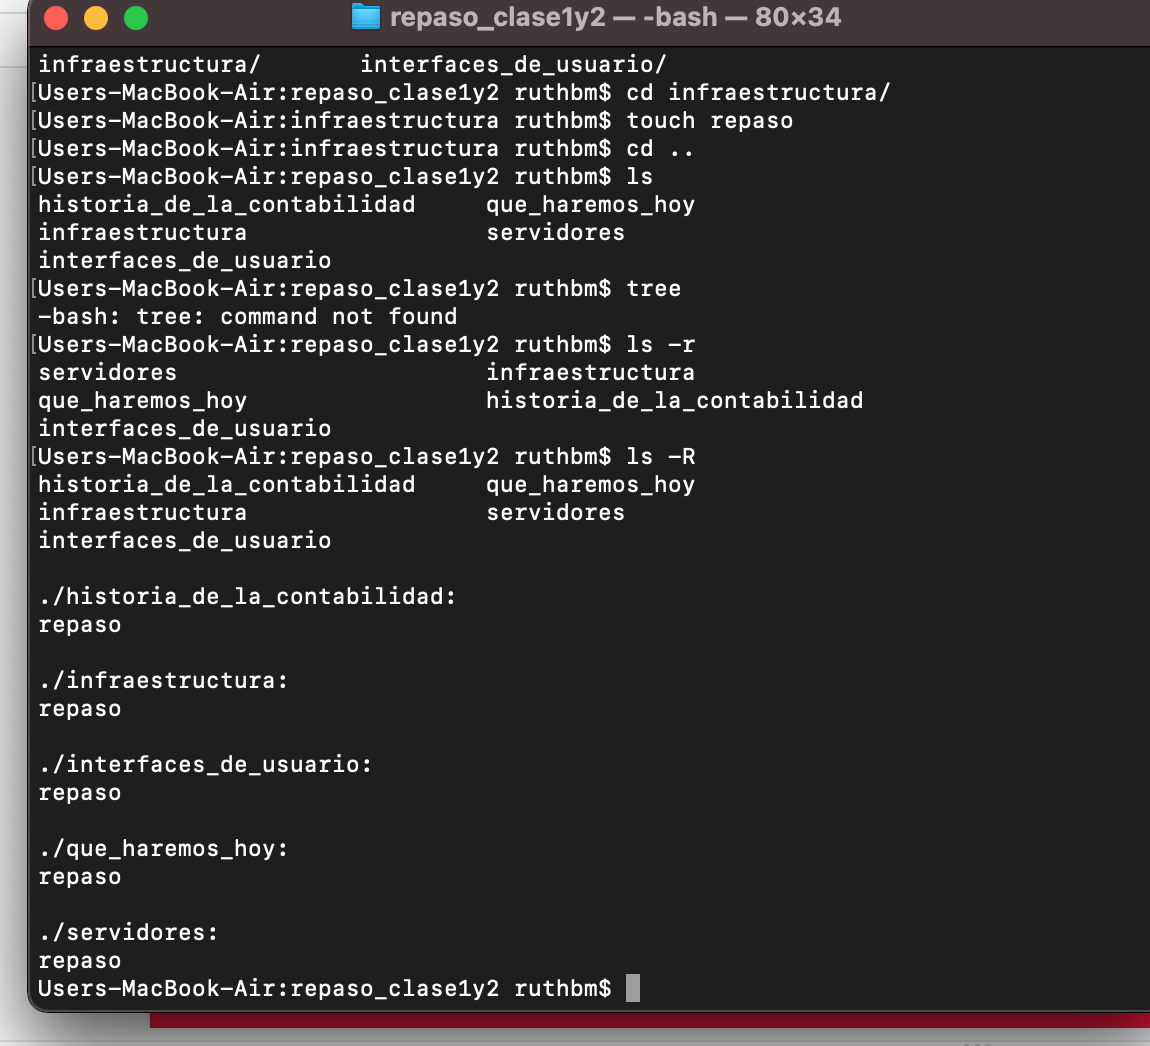 repaso_clase1y2 — -bash — 80×34
infraestructura/       interfaces_de_usuario/
[Users-MacBook-Air:repaso_clase1y2 ruthbm$ cd infraestructura/
[Users-MacBook-Air:infraestructura ruthbm$ touch repaso
[Users-MacBook-Air:infraestructura ruthbm$ cd ..
[Users-MacBook-Air:repaso_clase1y2 ruthbm$ ls
historia_de_la_contabilidad     que_haremos_hoy
infraestructura                 servidores
interfaces_de_usuario
[Users-MacBook-Air:repaso_clase1y2 ruthbm$ tree
-bash: tree: command not found
[Users-MacBook-Air:repaso_clase1y2 ruthbm$ ls -r
servidores                      infraestructura
que_haremos_hoy                 historia_de_la_contabilidad
interfaces_de_usuario
[Users-MacBook-Air:repaso_clase1y2 ruthbm$ ls -R
historia_de_la_contabilidad     que_haremos_hoy
infraestructura                 servidores
interfaces_de_usuario

./historia_de_la_contabilidad:
repaso

./infraestructura:
repaso

./interfaces_de_usuario:
repaso

./que_haremos_hoy:
repaso

./servidores:
repaso
Users-MacBook-Air:repaso_clase1y2 ruthbm$